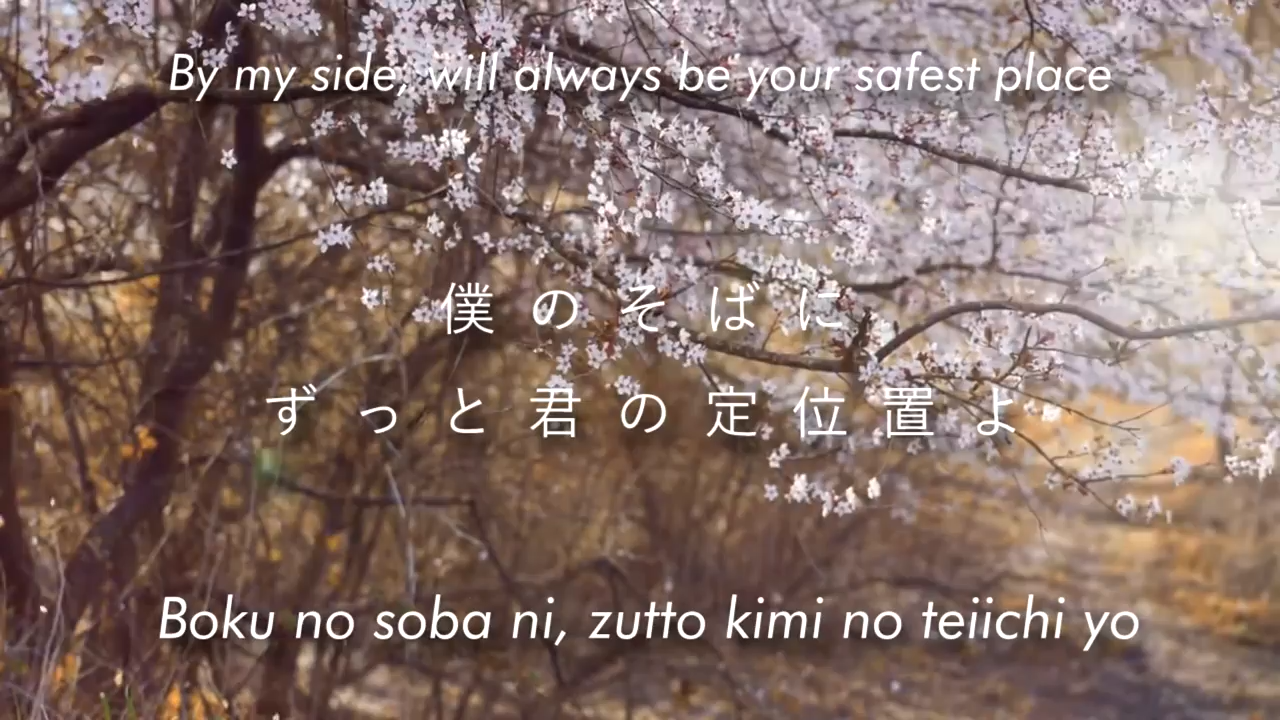 By my side, will always be your safest place
僕のそばに
ずっと君の定位置よ
Boku no soba ni, zutto kimi no teiichi yo